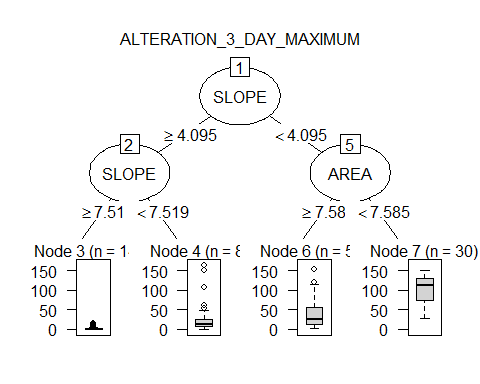 ALTERATION_3_DAY_MAXIMUM
1
SLOPE
≥ 4.095 < 4.095
2 5
SLOPE AREA
≥ 7.51 < 7.519 ≥ 7.58 < 7.585
Node 3 (n = 1 Node 4 (n = 8 Node 6 (n = 5 Node 7 (n = 30)
150 150 150 150
100 100 100 100
50 50 50 50
0 0 0 0